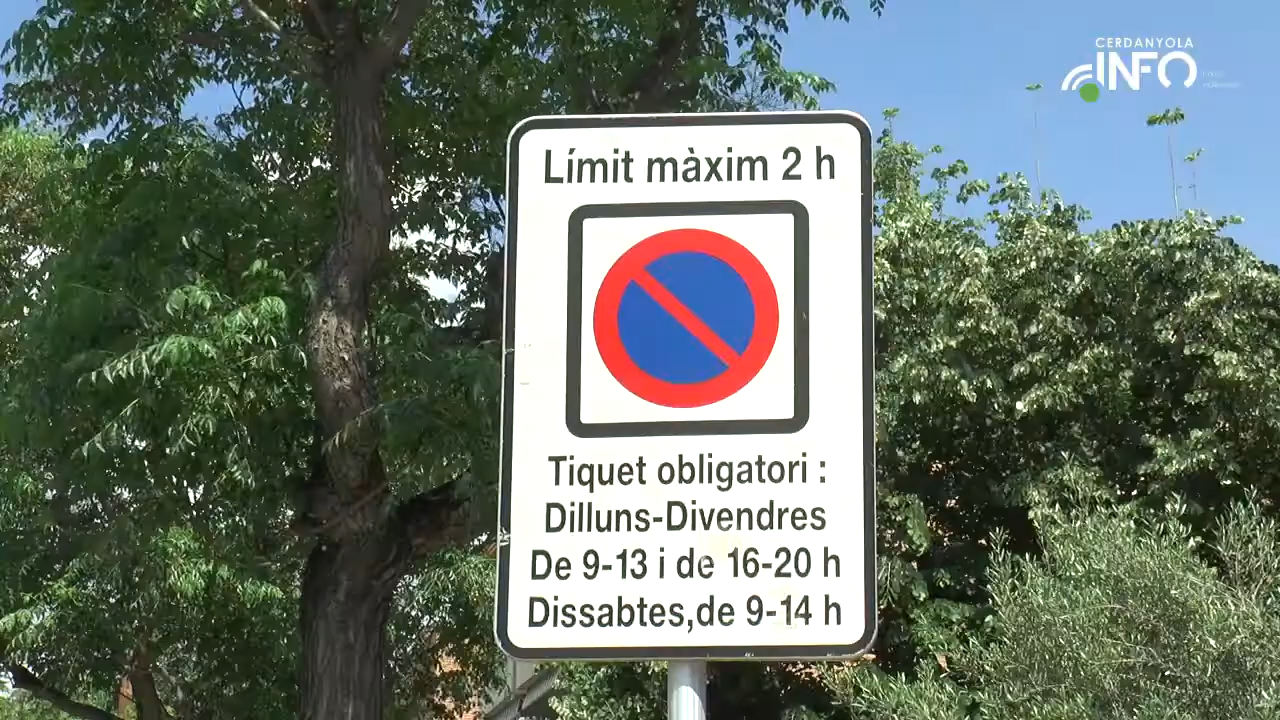 CERDANYOLA
INFO
Límit màxim 2 h
Tiquet obligatori :
Dilluns-Divendres
De 9-13 i de 16-20 h
Dissabtes,de 9-14 h